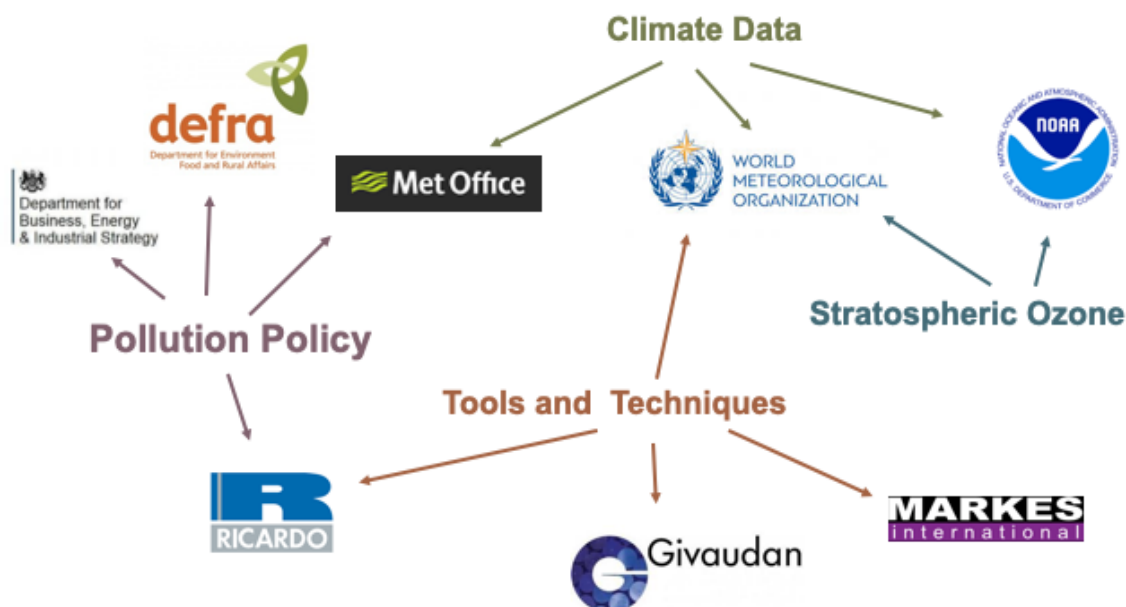 Climate Data
defra
Department for Environment
Food and Rural Affairs
Department for
Business, Energy
& Industrial Strategy
Met Office
WORLD
METEOROLOGICAL
ORGANIZATION
NATIONAL OCEANIC AND ATMOSPHERIC ADMINISTRATION
NOAA
U.S. DEPARTMENT OF COMMERCE
Pollution Policy
Stratospheric Ozone
Tools and Techniques
R
RICARDO
Givaudan
MARKES
international